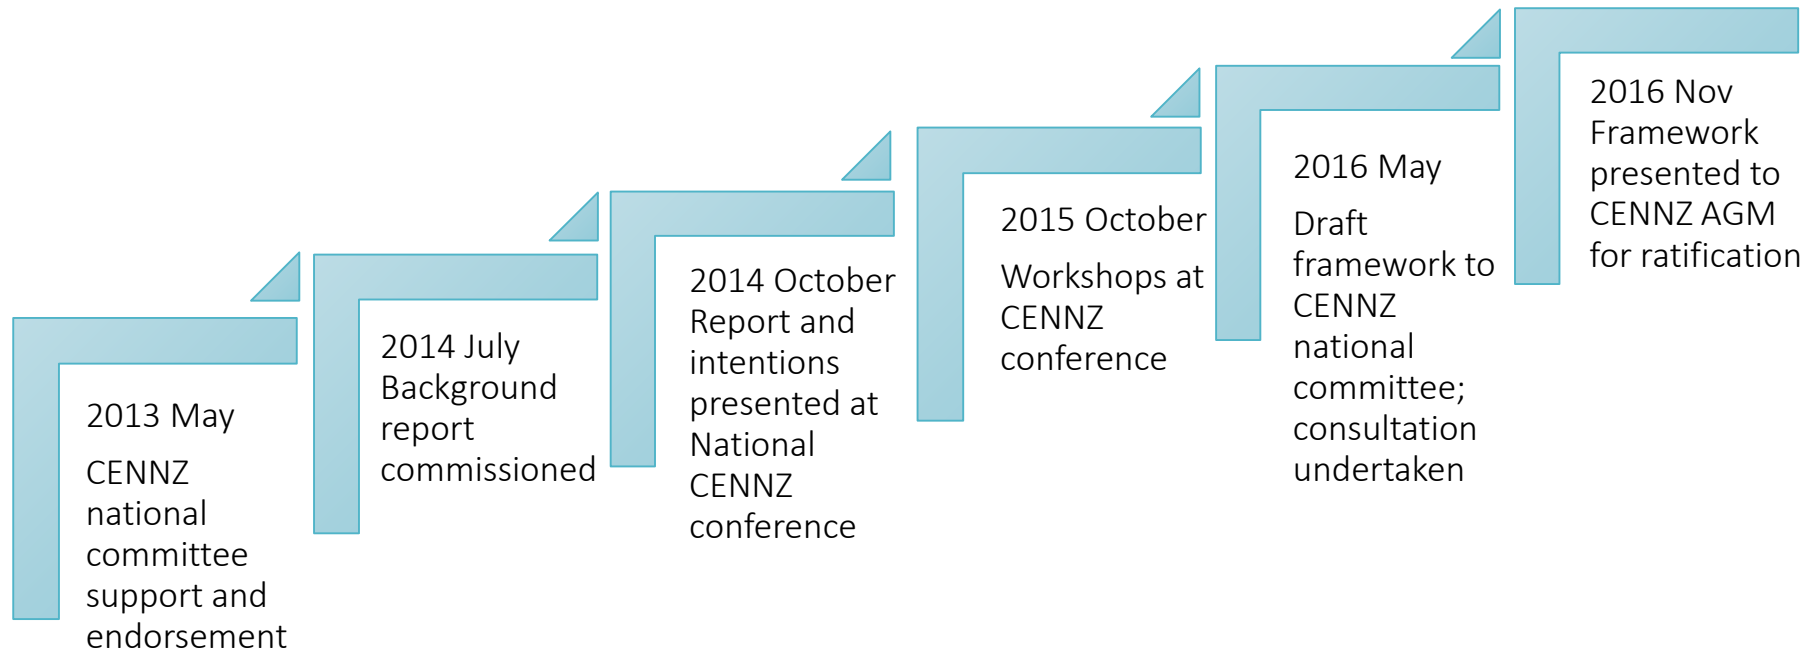 2013 May
CENNZ
national
committee
support and
endorsement
2014 July
Background
report
commissioned
2014 October
Report and
intentions
presented at
National
CENNZ
conference
2015 October
Workshops at
CENNZ
conference
2016 May
Draft
framework to
CENNZ
national
committee;
consultation
undertaken
2016 Nov
Framework
presented to
CENNZ AGM
for ratification